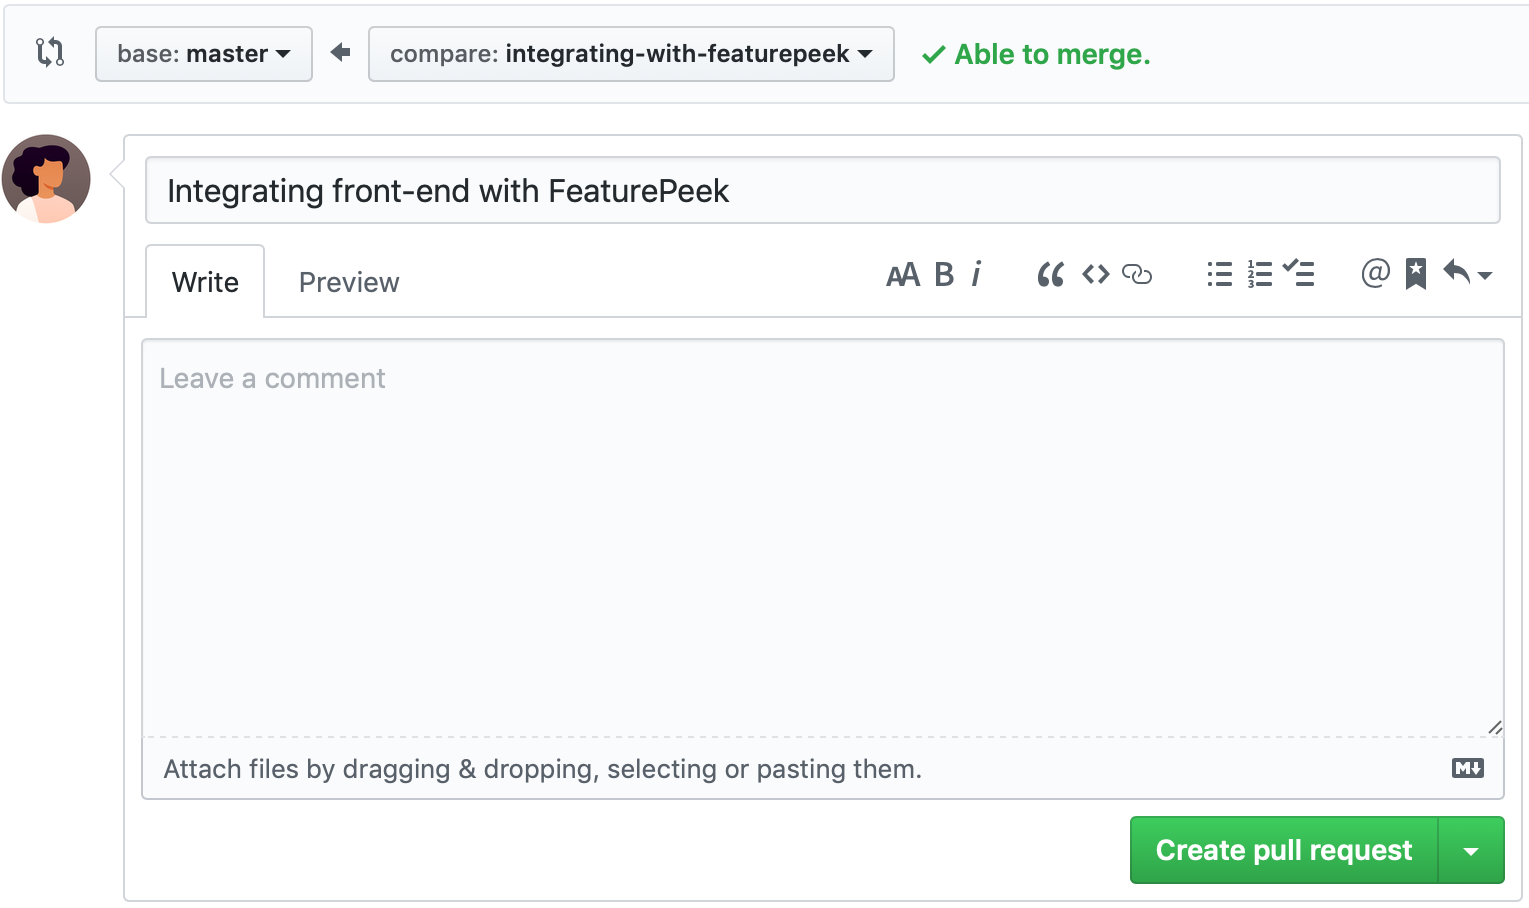 base: master compare: integrating-with-featurepeek Able to merge.
Integrating front-end with FeaturePeek
Write Preview
Leave a comment
Attach files by dragging & dropping, selecting or pasting them.
Create pull request